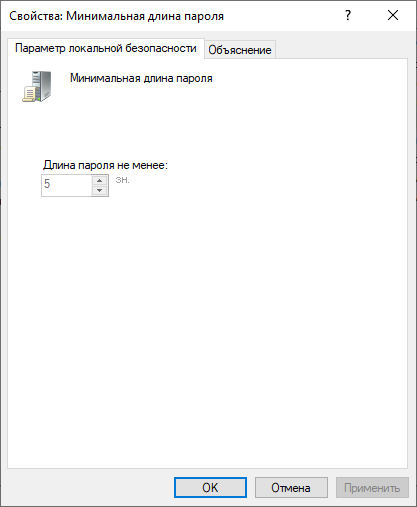 Свойства: Минимальная длина пароля
Параметр локальной безопасности
Объяснение
Минимальная длина пароля
Длина пароля не менее:
5 зн.
OK
Отмена
Применить